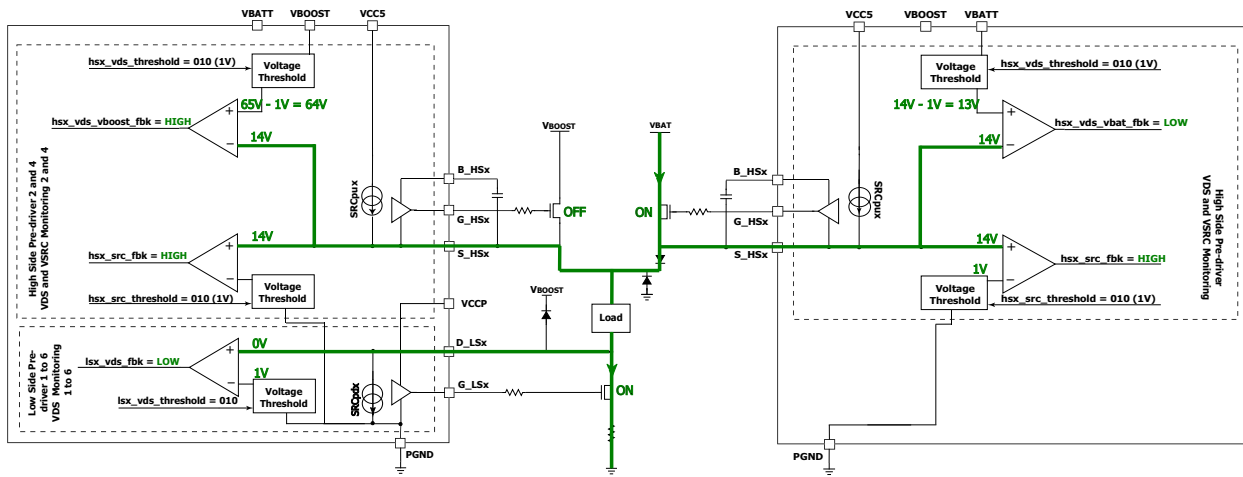 VBATT VBOOST VCC5
hsx_vds_threshold = 010 (1V)
Voltage
Threshold
65V - 1V = 64V
hsx_vds_vboost_fbk = HIGH
14V
High Side Pre-driver 2 and 4
VDS and VSRC Monitoring 2 and 4
SRCpux
B_HSx
G_HSx
S_HSx
14V
hsx_src_fbk = HIGH
hsx_src_threshold = 010 (1V)
Voltage
Threshold
VCCP
Low Side Pre-
driver 1 to 6
VDS Monitoring
1 to 6
0V
D_LSx
lsx_vds_fbk = LOW
1V
Voltage
Threshold
lsx_vds_threshold = 010
SRCpdx
G_LSx
PGND
VBOOST
OFF
VBAT
ON
VBOOST
Load
ON
VCC5 VBOOST VBATT
Voltage
Threshold
hsx_vds_threshold = 010 (1V)
14V - 1V = 13V
hsx_vds_vbat_fbk = LOW
14V
B_HSx
G_HSx
S_HSx
SRCpux
14V
1V
hsx_src_fbk = HIGH
Voltage
Threshold
hsx_src_threshold = 010 (1V)
High Side Pre-driver
VDS and VSRC Monitoring
PGND